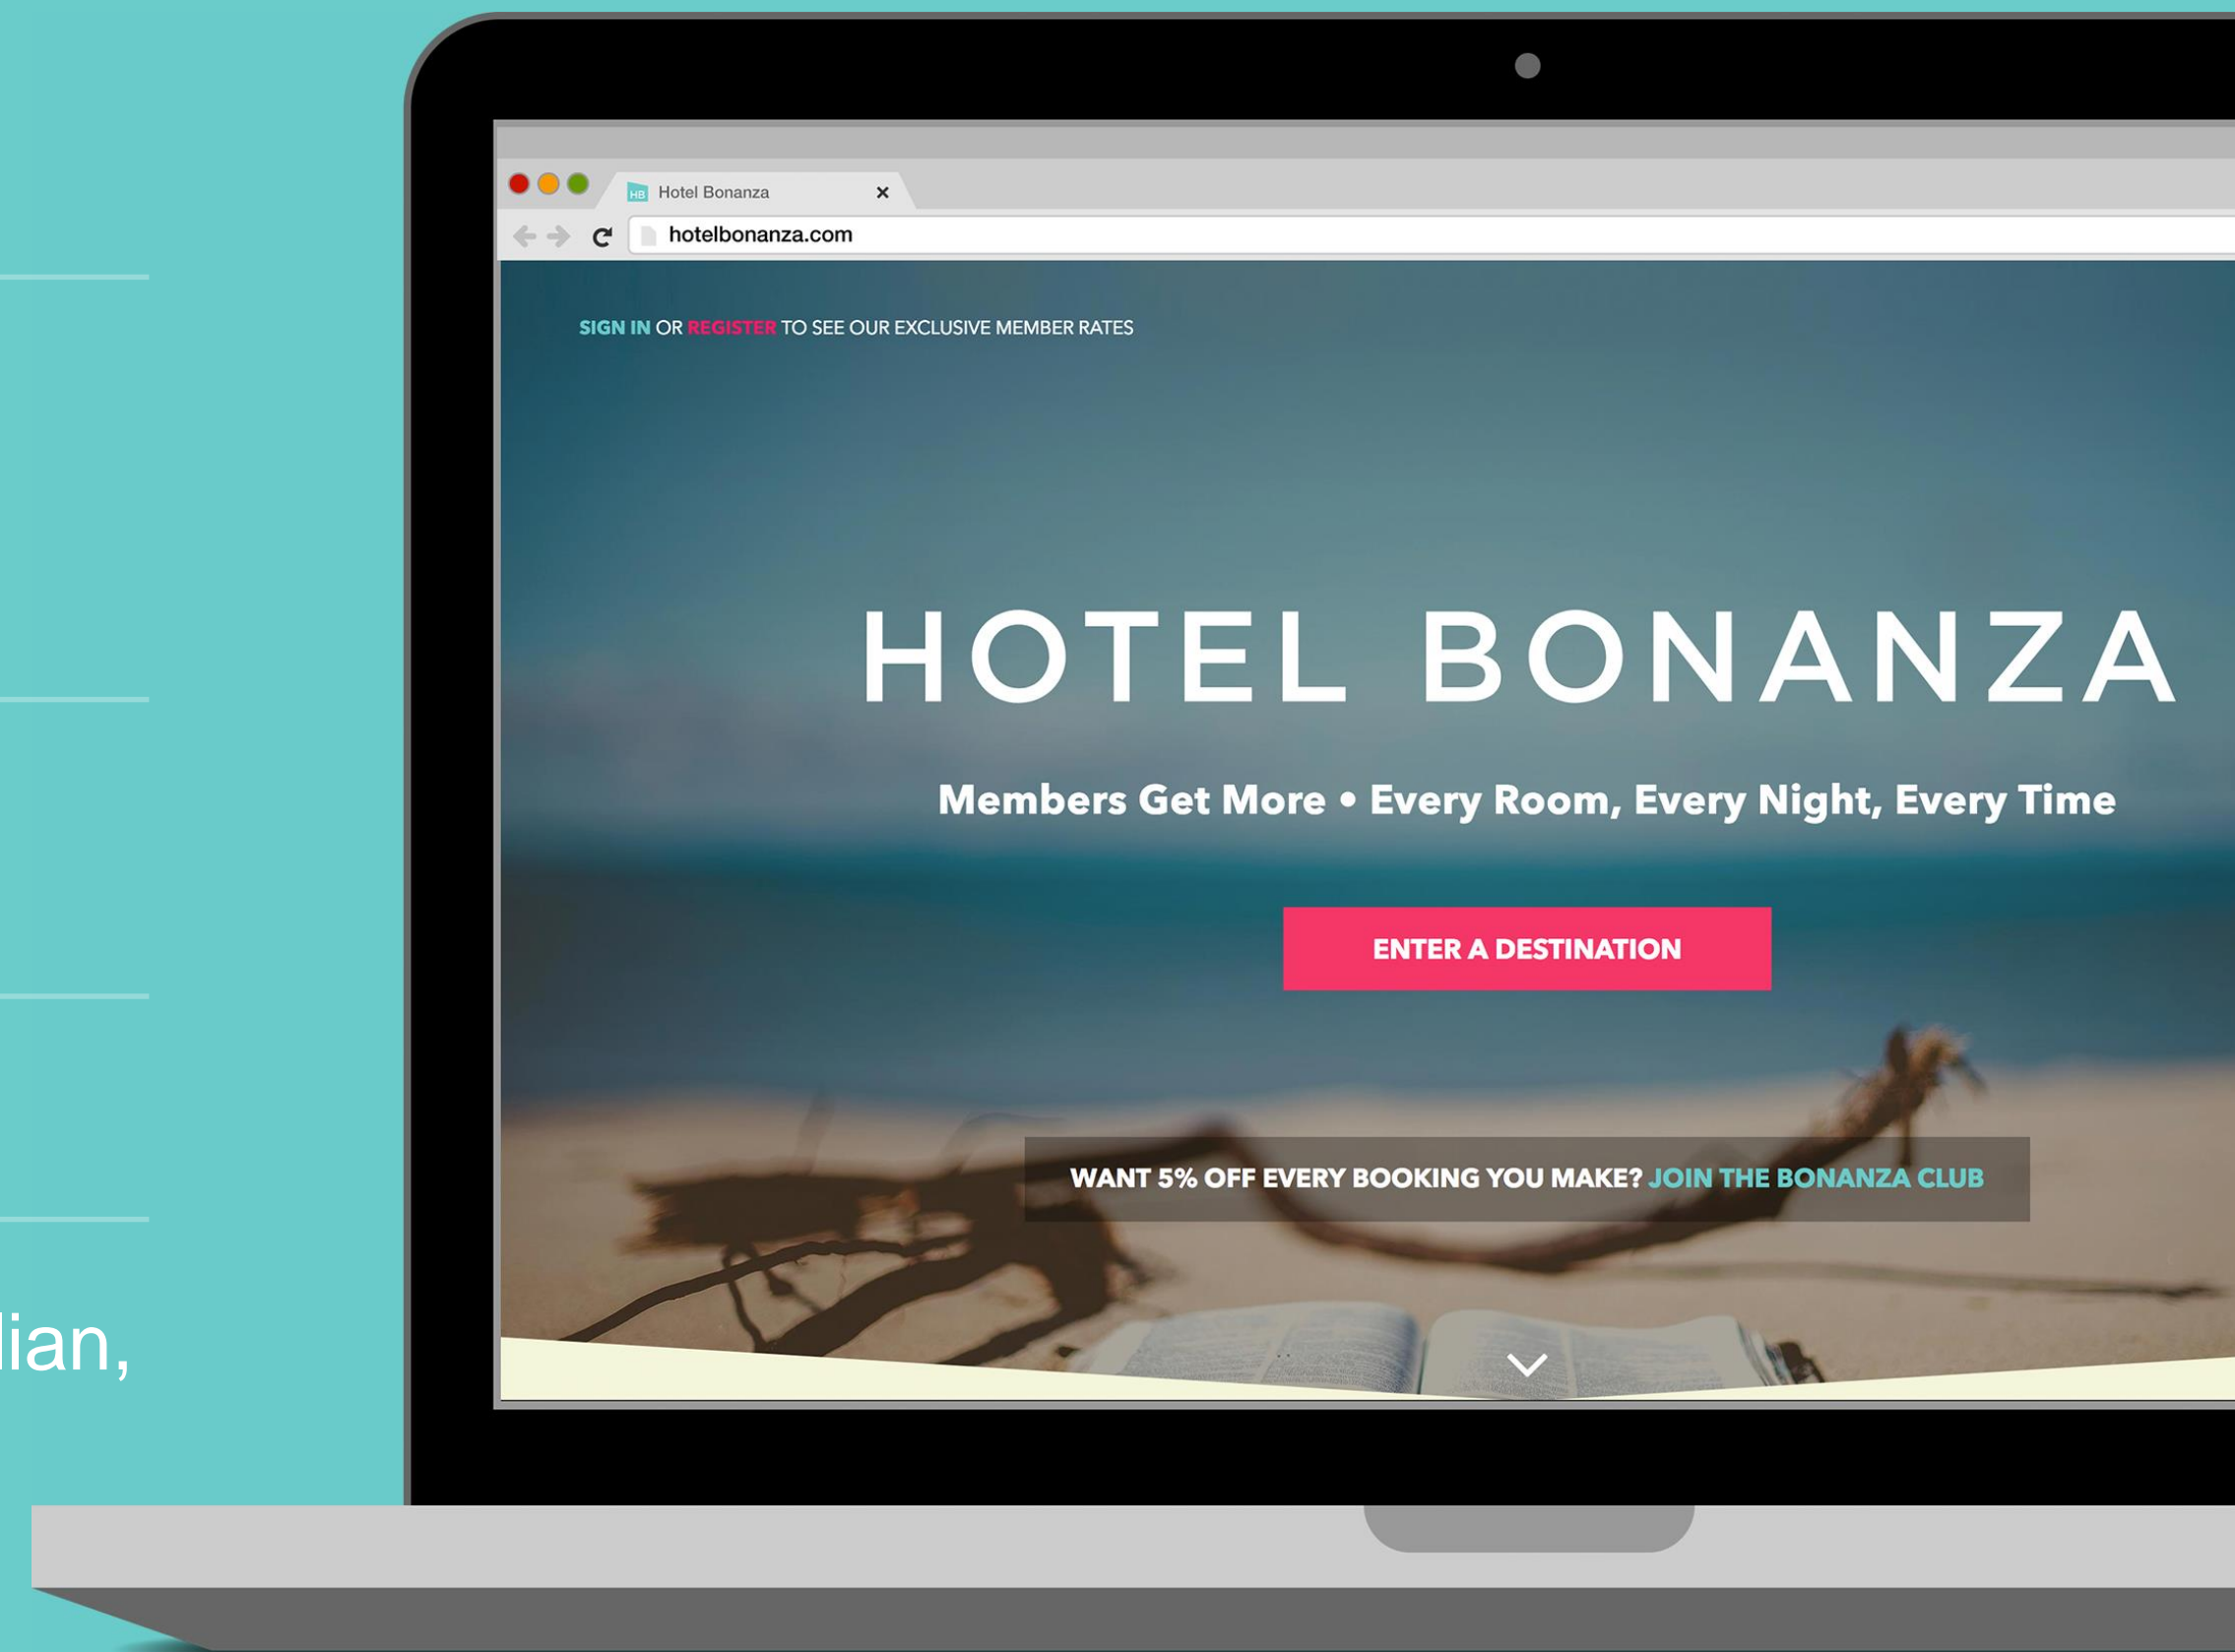 HB Hotel Bonanza
hotelbonanza.com
SIGN IN OR REGISTER TO SEE OUR EXCLUSIVE MEMBER RATES
HOTEL BONANZA
Members Get More • Every Room, Every Night, Every Time
ENTER A DESTINATION
WANT 5% OFF EVERY BOOKING YOU MAKE? JOIN THE BONANZA CLUB